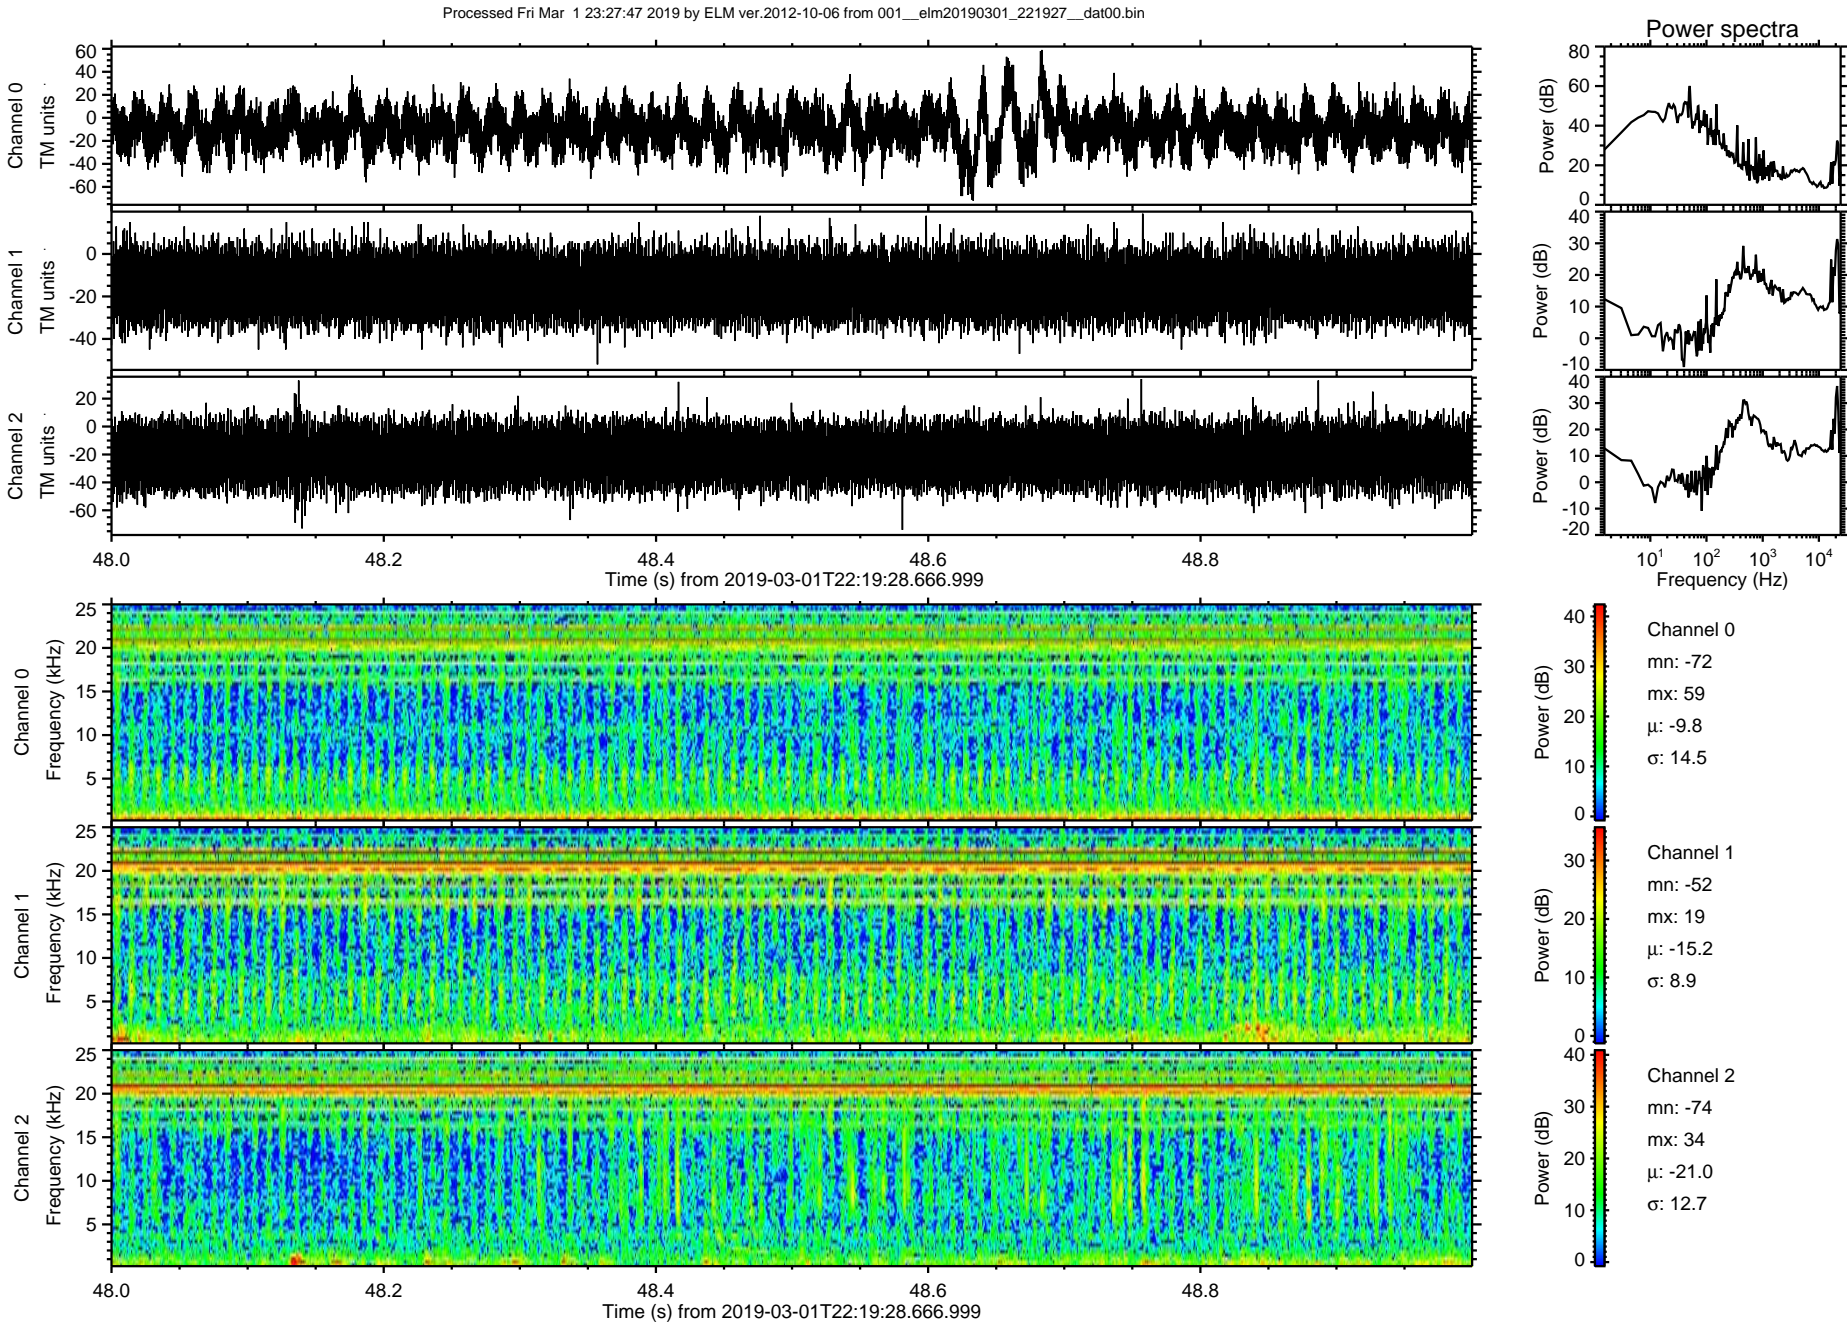 Processed Fri Mar 1 23:27:47 2019 by ELM ver.2012-10-06 from 001__elm20190301_221927__dat00.bin
Power spectra
Channel 0
TM units
60
40
20
0
-20
-40
-60
Power (dB)
80
60
40
20
0
Channel 1
TM units
0
-20
-40
Power (dB)
40
30
20
10
0
-10
Channel 2
TM units
20
0
-20
-40
-60
Power (dB)
40
30
20
10
0
-10
-20
48.0 48.2 48.4 48.6 48.8
Time (s) from 2019-03-01T22:19:28.666.999
10^1 10^2 10^3 10^4
Frequency (Hz)
Channel 0
Frequency (kHz)
25
20
15
10
5
Power (dB)
40
30
20
10
0
Channel 0
mn: -72
mx: 59
μ: -9.8
σ: 14.5
Channel 1
Frequency (kHz)
25
20
15
10
5
Power (dB)
30
20
10
0
Channel 1
mn: -52
mx: 19
μ: -15.2
σ: 8.9
Channel 2
Frequency (kHz)
25
20
15
10
5
Power (dB)
40
30
20
10
0
Channel 2
mn: -74
mx: 34
μ: -21.0
σ: 12.7
48.0 48.2 48.4 48.6 48.8
Time (s) from 2019-03-01T22:19:28.666.999